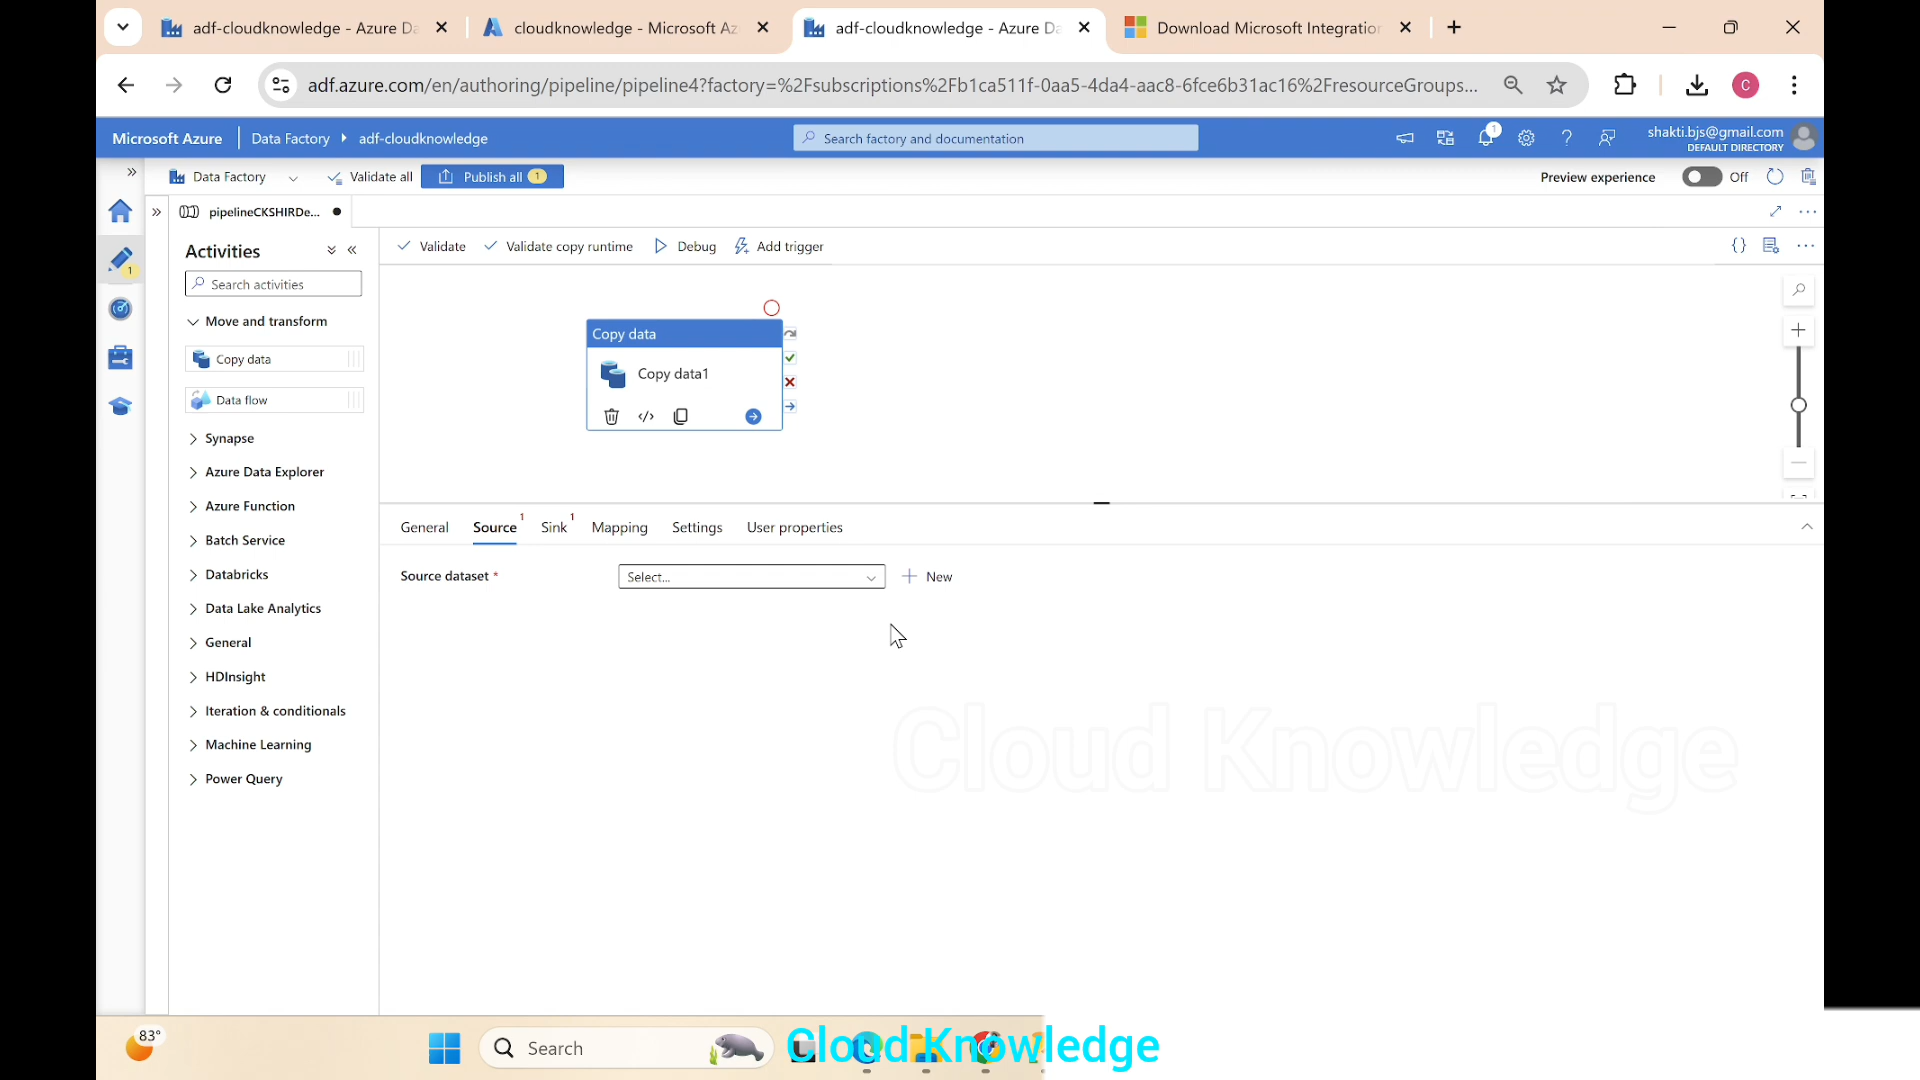 adf-cloudknowledge - Azure Da
cloudknowledge - Microsoft Az
adf-cloudknowledge - Azure Da
Download Microsoft Integration
adf.azure.com/en/authoring/pipeline/pipeline4?factory=%2Fsubscriptions%2Fb1ca511f-0aa5-4da4-aac8-6fce6b31ac16%2FresourceGroups...
C
Microsoft Azure
Data Factory
adf-cloudknowledge
Search factory and documentation
1
shakti.bjs@gmail.com
DEFAULT DIRECTORY
Data Factory
Validate all
Publish all 1
Preview experience
Off
pipelineCKSHIRDe...
Activities
Search activities
Validate
Validate copy runtime
Debug
Add trigger
1
Move and transform
Copy data
Data flow
Synapse
Azure Data Explorer
Azure Function
Batch Service
Databricks
Data Lake Analytics
General
HDInsight
Iteration & conditionals
Machine Learning
Power Query
Copy data
Copy data1
General
Source 1
Sink 1
Mapping
Settings
User properties
Source dataset *
Select...
New
Cloud Knowledge
83°
Search
Cloud Knowledge